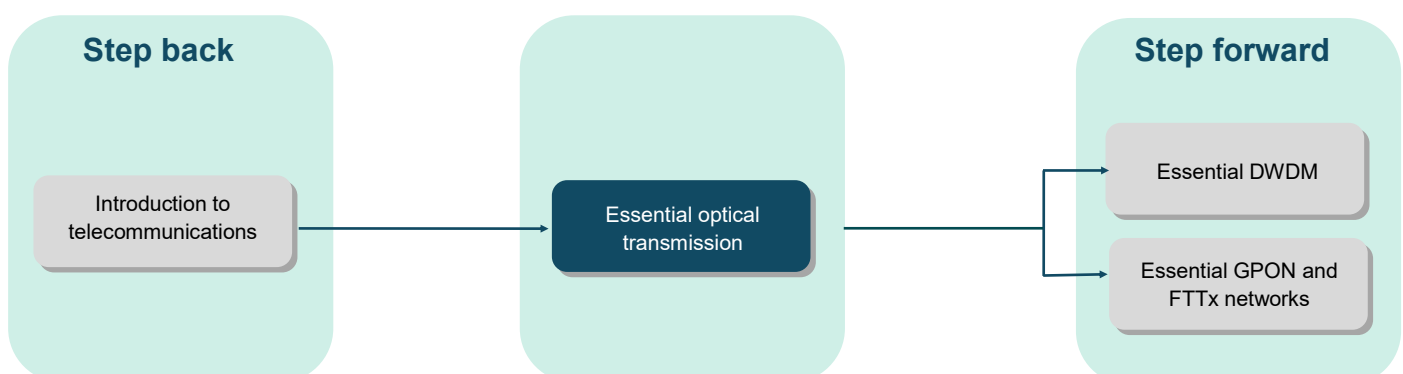 Step back
Introduction to
telecommunications
Essential optical
transmission
Step forward
Essential DWDM
Essential GPON and
FTTx networks